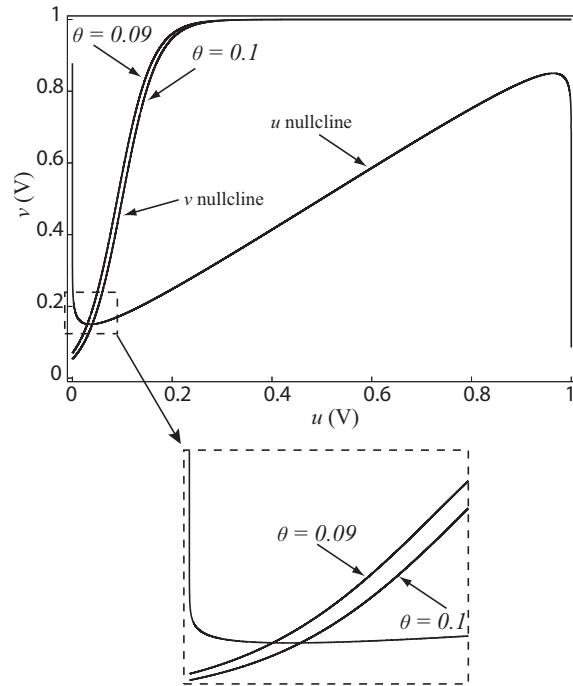 1
θ = 0.09
θ = 0.1
0.8
u nullcline
0.6
v (V)
v nullcline
0.4
0.2
0
0
0.2
0.4
0.6
0.8
1
u (V)
θ = 0.09
θ = 0.1